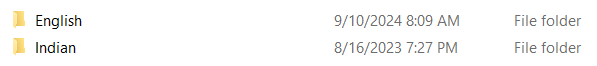 English 9/10/2024 8:09 AM File folder
Indian 8/16/2023 7:27 PM File folder